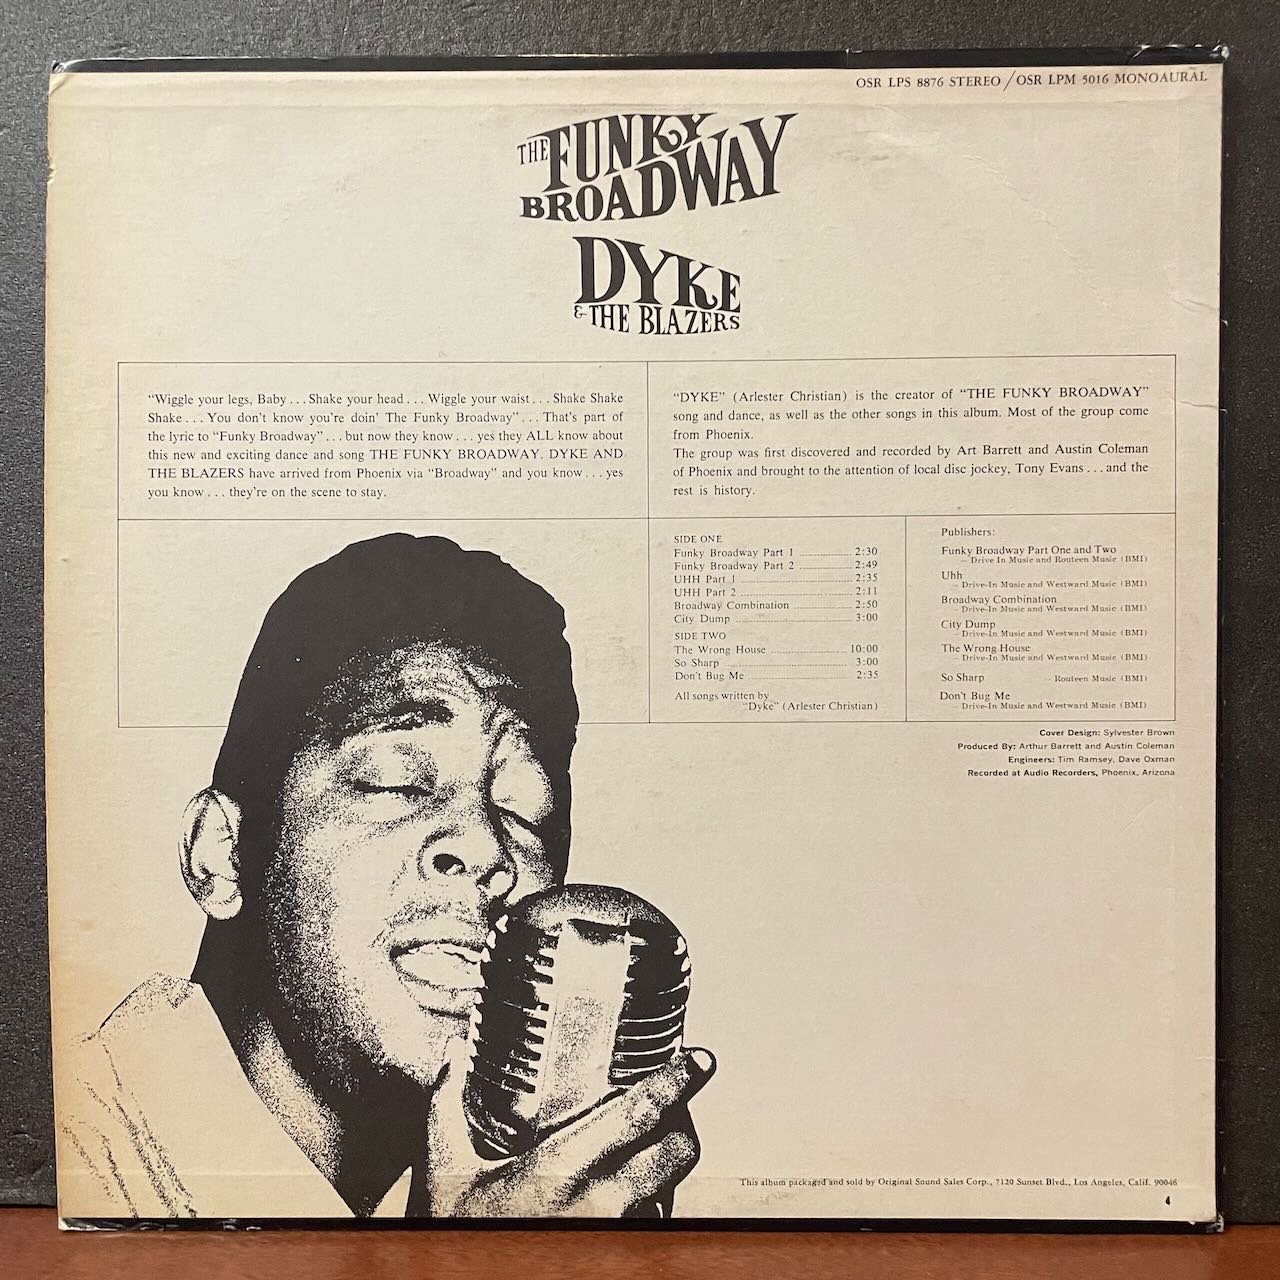 OSR LPS 8876 STEREO / OSR LPM 5016 MONOAURAL
THE FUNKY
BROADWAY
DYKE
& THE BLAZERS
“Wiggle your legs, Baby . . . Shake your head . . . Wiggle your waist . . . Shake Shake
Shake . . . You don’t know you’re doin’ The Funky Broadway” . . . That’s part of
the lyric to “Funky Broadway” . . . but now they know . . . yes they ALL know about
this new and exciting dance and song THE FUNKY BROADWAY. DYKE AND
THE BLAZERS have arrived from Phoenix via “Broadway” and you know . . . yes
you know . . . they’re on the scene to stay.
“DYKE” (Arlester Christian) is the creator of “THE FUNKY BROADWAY”
song and dance, as well as the other songs in this album. Most of the group come
from Phoenix.
The group was first discovered and recorded by Art Barrett and Austin Coleman
of Phoenix and brought to the attention of local disc jockey, Tony Evans . . . and the
rest is history.
SIDE ONE
Funky Broadway Part 1 ........ 2:30
Funky Broadway Part 2 ........ 2:49
UHH Part 1 ........ 2:35
UHH Part 2 ........ 2:11
Broadway Combination ........ 2:50
City Dump ........ 3:00
SIDE TWO
The Wrong House ........ 10:00
So Sharp ........ 3:00
Don’t Bug Me ........ 2:35
All songs written by
“Dyke” (Arlester Christian)
Publishers:
Funky Broadway Part One and Two
– Drive In Music and Routeen Music (BMI)
Uhh
– Drive-In Music and Westward Music (BMI)
Broadway Combination
– Drive-In Music and Westward Music (BMI)
City Dump
– Drive-In Music and Westward Music (BMI)
The Wrong House
– Drive-In Music and Westward Music (BMI)
So Sharp – Routeen Music (BMI)
Don’t Bug Me
– Drive-In Music and Westward Music (BMI)
Cover Design: Sylvester Brown
Produced By: Arthur Barrett and Austin Coleman
Engineers: Tim Ramsey, Dave Oxman
Recorded at Audio Recorders, Phoenix, Arizona
This album packaged and sold by Original Sound Sales Corp., 7120 Sunset Blvd., Los Angeles, Calif. 90046
4